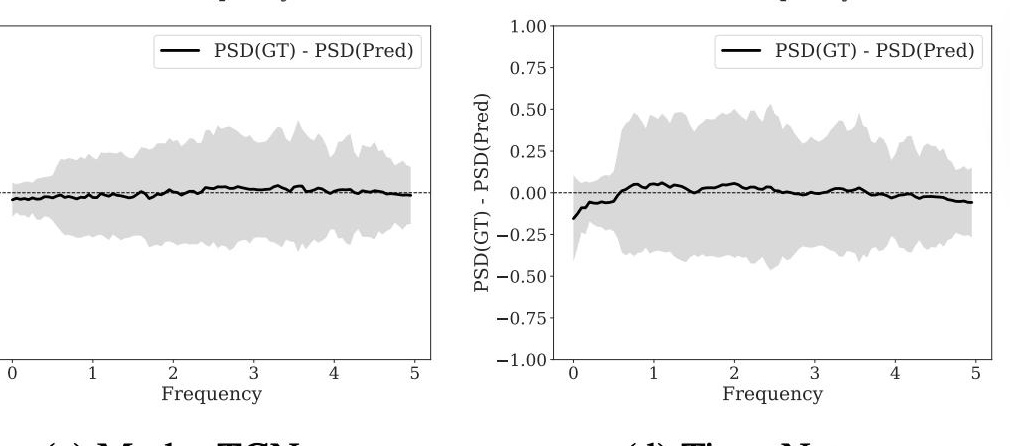 PSD(GT) - PSD(Pred)
0 1 2 3 4 5
Frequency
PSD(GT) - PSD(Pred)
1.00
0.75
0.50
0.25
0.00
−0.25
−0.50
−0.75
−1.00
PSD(GT) - PSD(Pred)
0 1 2 3 4 5
Frequency